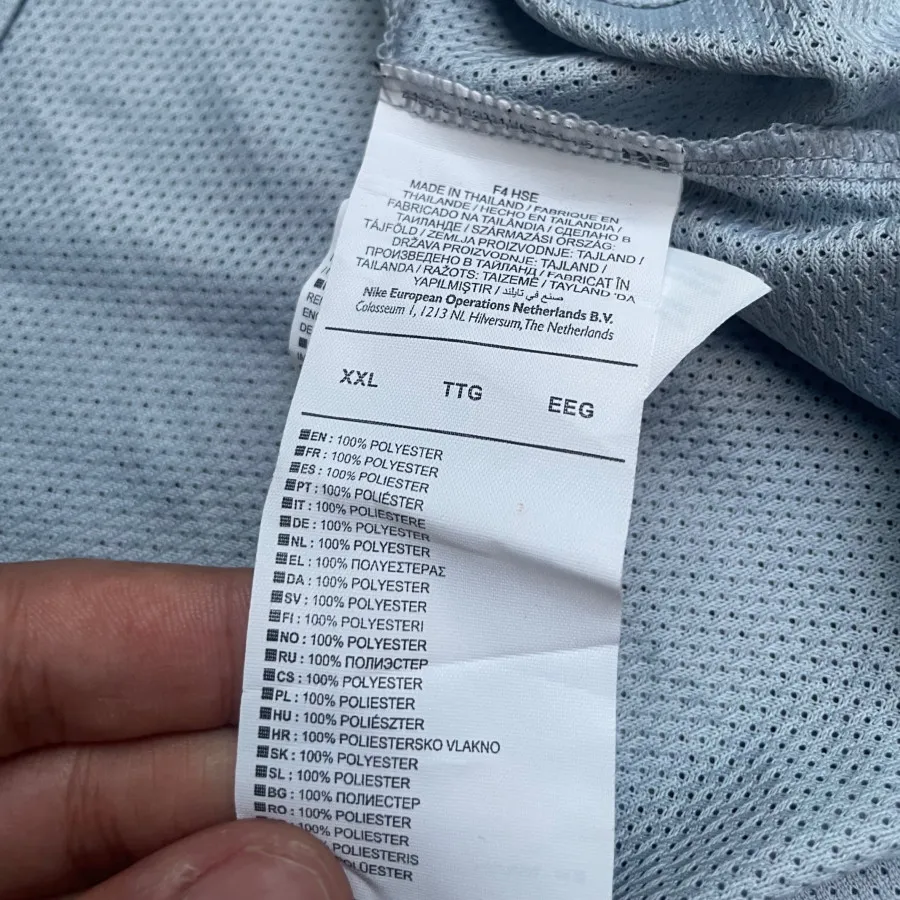 F4 HSE
MADE IN THAILAND / FABRIQUE EN
THAILANDE / HECHO EN TAILANDIA /
FABRICADO NA TAILÂNDIA / СДЕЛАНО В
ТАИЛАНДЕ / SZÁRMAZÁSI ORSZÁG:
TÁJFÖLD / ZEMLJA PROIZVODNJE: TAJLAND /
DRŽAVA PROIZVODNJE: TAJLAND /
ПРОИЗВЕДЕНО В ТАЙЛАНД / FABRICAT ÎN
TAILANDA / RAŽOTS: TAIZEMĒ / TAYLAND 'DA
YAPILMIŞTIR / صنع في تايلند
Nike European Operations Netherlands B.V.
Colosseum 1, 1213 NL Hilversum, The Netherlands
XXL TTG EEG
EN : 100% POLYESTER
FR : 100% POLYESTER
ES : 100% POLIESTER
PT : 100% POLIÉSTER
IT : 100% POLIESTERE
DE : 100% POLYESTER
NL : 100% POLYESTER
EL : 100% ΠΟΛΥΕΣΤΕΡΑΣ
DA : 100% POLYESTER
SV : 100% POLYESTER
FI : 100% POLYESTERI
NO : 100% POLYESTER
RU : 100% ПОЛИЭСТЕР
CS : 100% POLYESTER
PL : 100% POLIESTER
HU : 100% POLIÉSZTER
HR : 100% POLIESTERSKO VLAKNO
SK : 100% POLYESTER
SL : 100% POLIESTER
BG : 100% ПОЛИЕСТЕР
RO : 100% POLIESTER
100% POLIESTER
POLIESTERIS